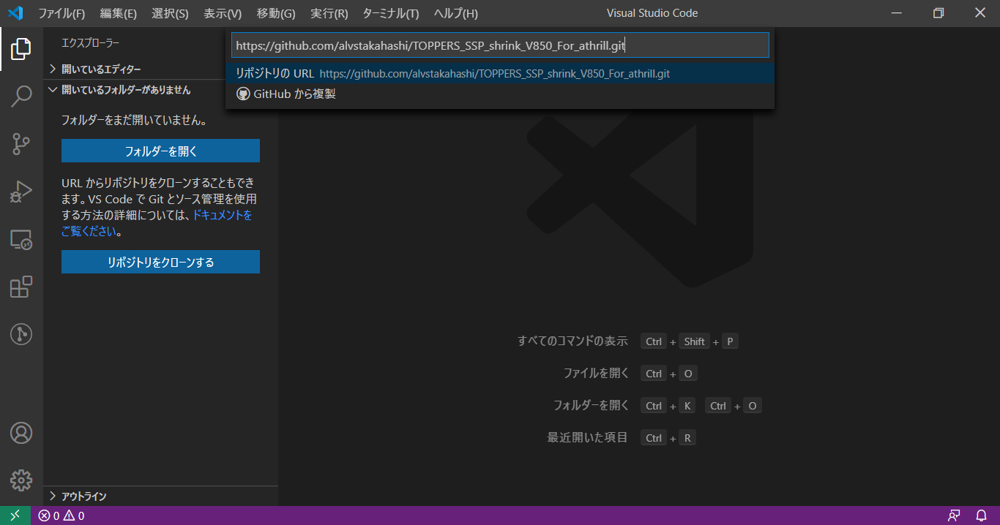 ファイル(F) 編集(E) 選択(S) 表示(V) 移動(G) 実行(R) ターミナル(T) ヘルプ(H) Visual Studio Code
エクスプローラー
開いているエディター
開いているフォルダーがありません
フォルダーをまだ開いていません。
フォルダーを開く
URL からリポジトリをクローンすることもでき
ます。VS Code で Git とソース管理を使用
する方法の詳細については、ドキュメントを
ご覧ください。
リポジトリをクローンする
アウトライン
https://github.com/alvstakahashi/TOPPERS_SSP_shrink_V850_For_athrill.git
リポジトリの URL https://github.com/alvstakahashi/TOPPERS_SSP_shrink_V850_For_athrill.git
GitHub から複製
すべてのコマンドの表示 Ctrl + Shift + P
ファイルを開く Ctrl + O
フォルダーを開く Ctrl + K Ctrl + O
最近開いた項目 Ctrl + R
0 0